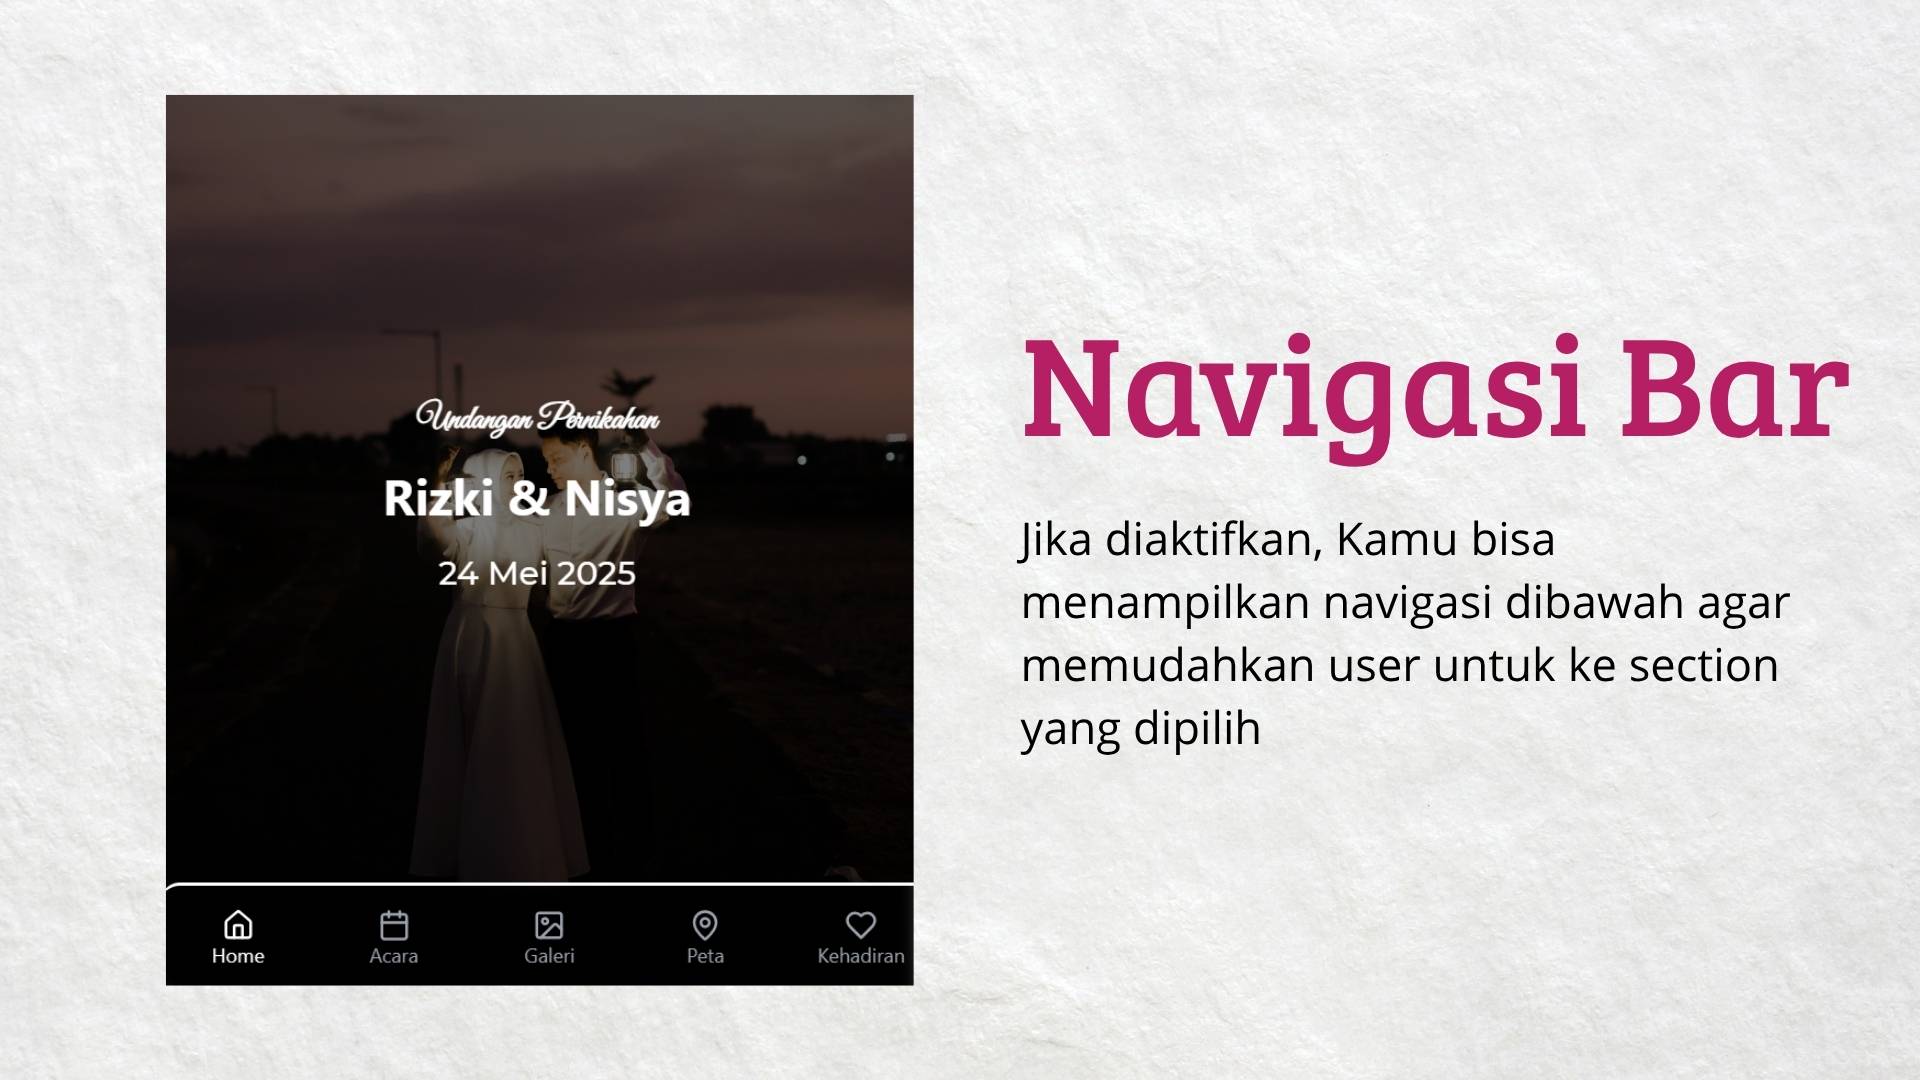 Undangan Pernikahan
Rizki & Nisya
24 Mei 2025
Home
Acara
Galeri
Peta
Kehadiran
Navigasi Bar
Jika diaktifkan, Kamu bisa
menampilkan navigasi dibawah agar
memudahkan user untuk ke section
yang dipilih